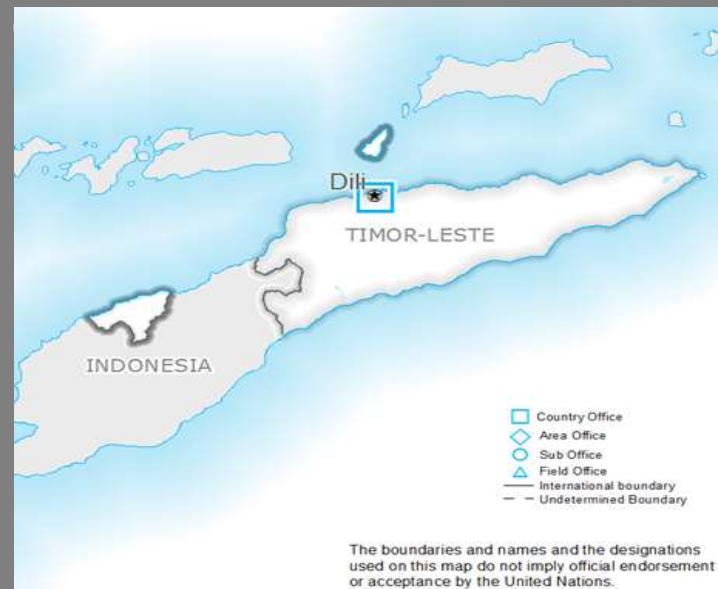 Dili
TIMOR-LESTE
INDONESIA
Country Office
Area Office
Sub Office
Field Office
International boundary
Undetermined Boundary
The boundaries and names and the designations
used on this map do not imply official endorsement
or acceptance by the United Nations.